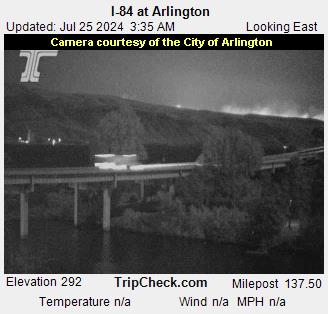 I-84 at Arlington
Updated: Jul 25 2024 3:35 AM Looking East
Camera courtesy of the City of Arlington
Elevation 292 TripCheck.com Milepost 137.50
Temperature n/a Wind n/a MPH n/a